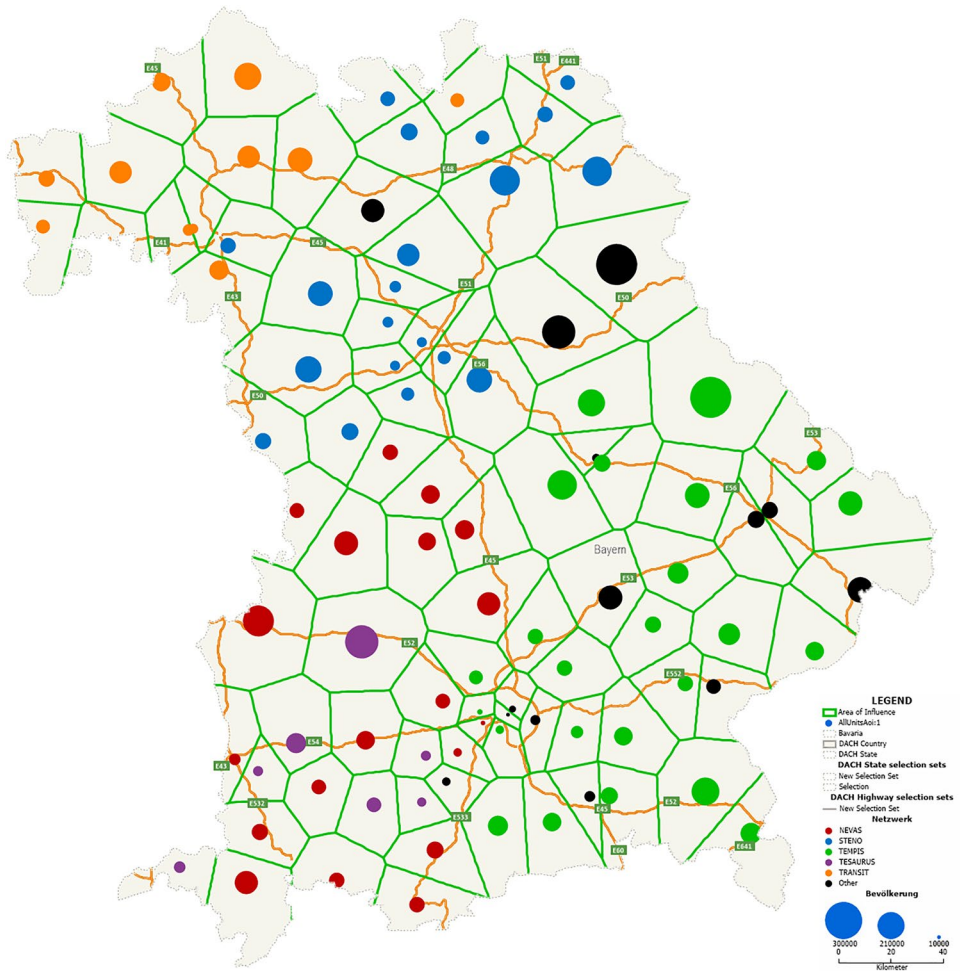 E51
E441
E45
E48
E41
E45
E43
E51
E50
E56
E50
E53
E56
E45
Bayern
E53
E52
E552
E54
E43
E532
E533
E45
E52
E60
E641
LEGEND
Area of Influence
AllUnitsAoi:1
Bavaria
DACH Country
DACH State
DACH State selection sets
New Selection Set
Selection
DACH Highway selection sets
New Selection Set
Netzwerk
NEVAS
STENO
TEMPIS
TESAURUS
TRANSIT
Other
Bevölkerung
300000 210000 10000
0 20 40
Kilometer